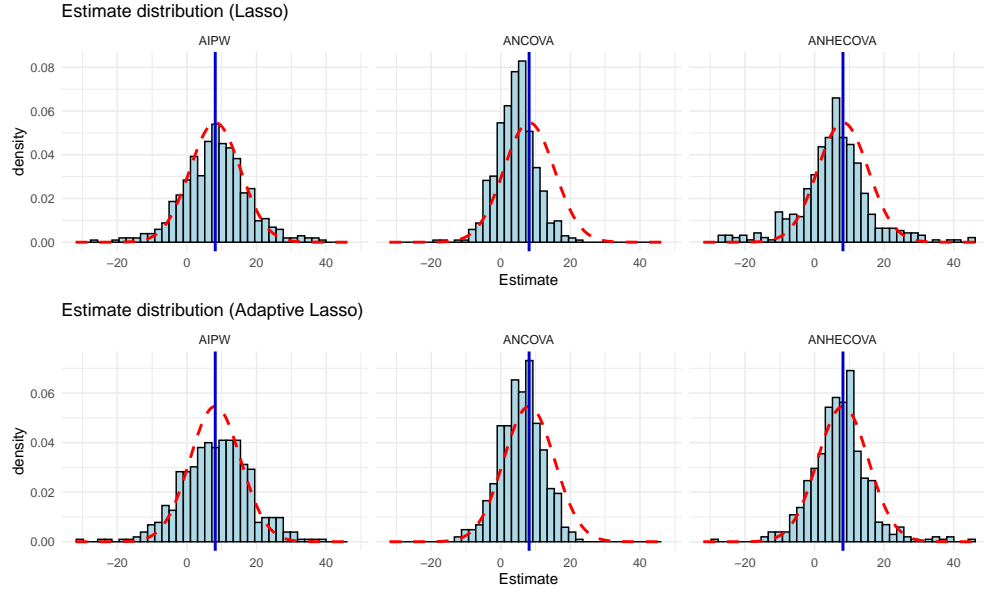 Estimate distribution (Lasso)
AIPW ANCOVA ANHECOVA
0.08
0.06
0.04
0.02
0.00
density
−20 0 20 40 −20 0 20 40 −20 0 20 40
Estimate
Estimate distribution (Adaptive Lasso)
AIPW ANCOVA ANHECOVA
0.06
0.04
0.02
0.00
density
−20 0 20 40 −20 0 20 40 −20 0 20 40
Estimate